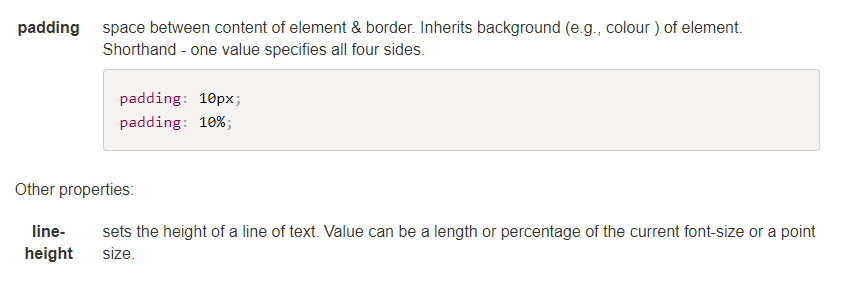 padding space between content of element & border. Inherits background (e.g., colour ) of element.
Shorthand - one value specifies all four sides.
padding: 10px;
padding: 10%;
Other properties:
line- sets the height of a line of text. Value can be a length or percentage of the current font-size or a point
height size.